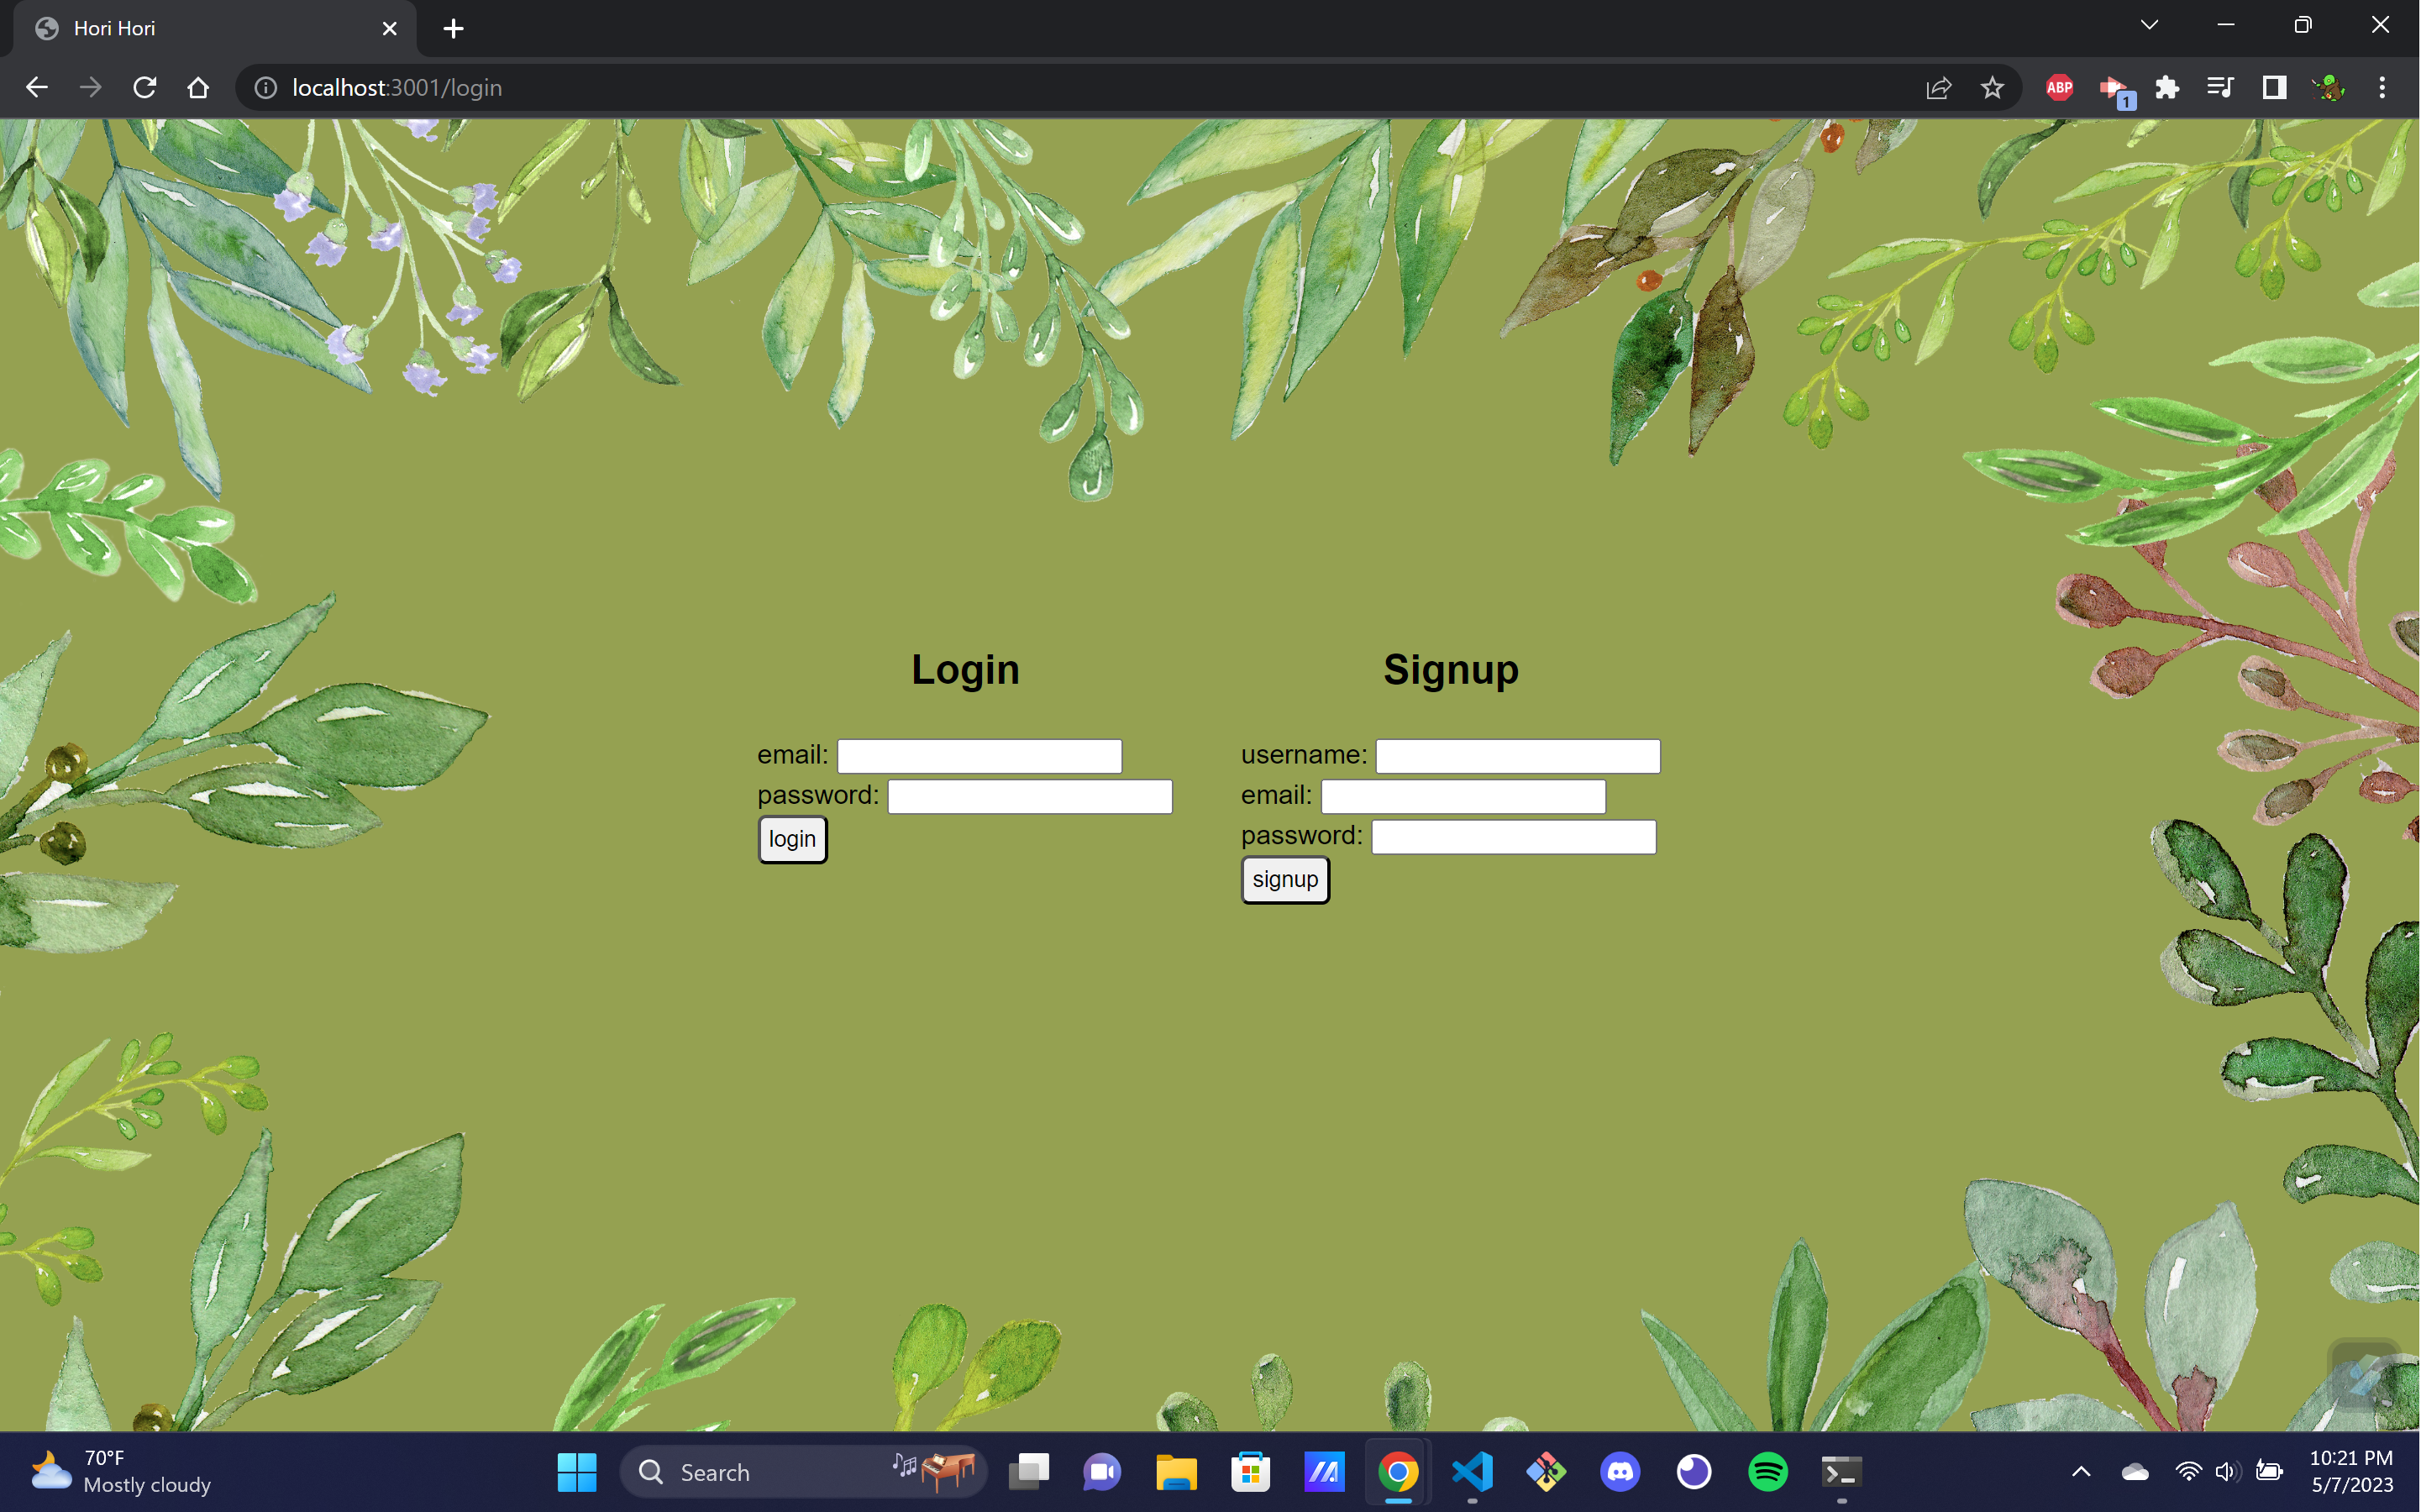 Hori Hori
localhost:3001/login
ABP
1
Login
email:
password:
login
Signup
username:
email:
password:
signup
70°F
Mostly cloudy
Search
10:21 PM
5/7/2023